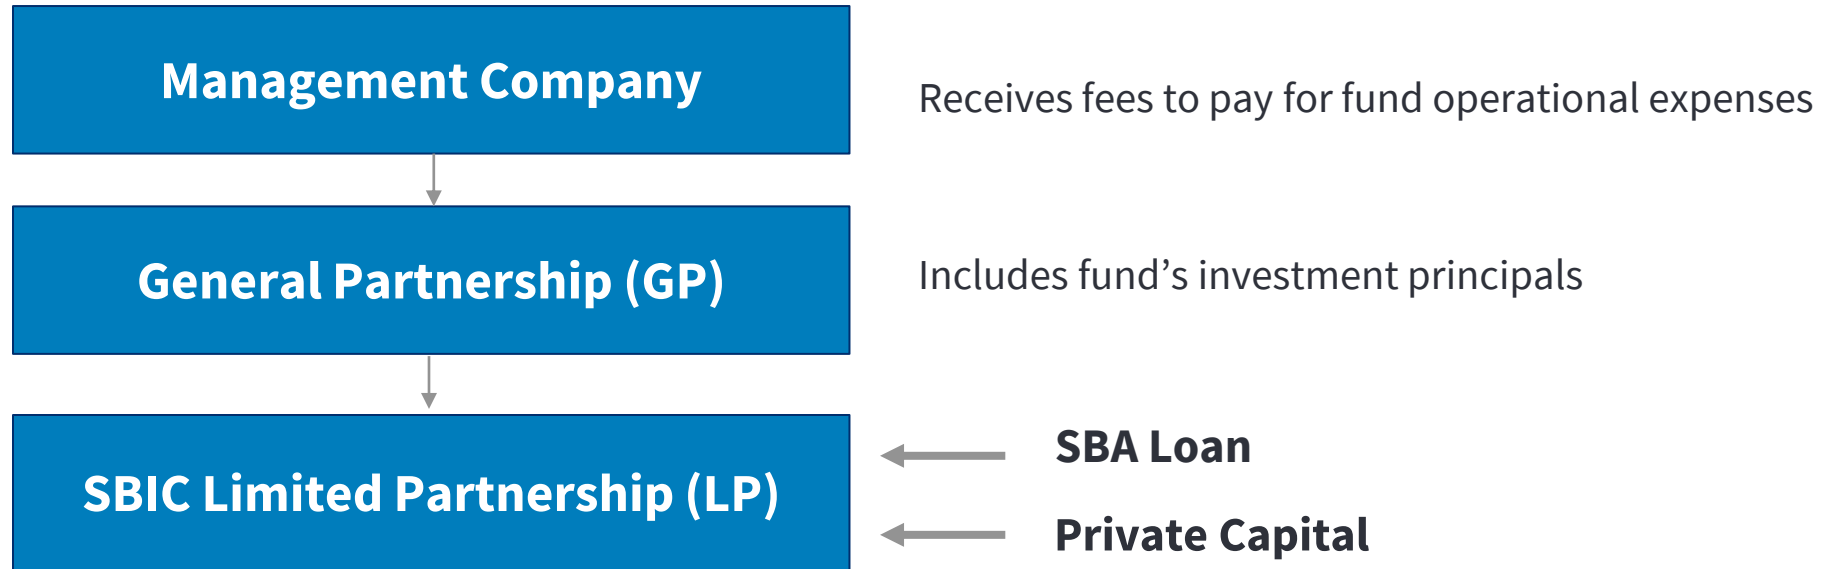 Management Company
Receives fees to pay for fund operational expenses
General Partnership (GP)
Includes fund’s investment principals
SBIC Limited Partnership (LP)
SBA Loan
Private Capital